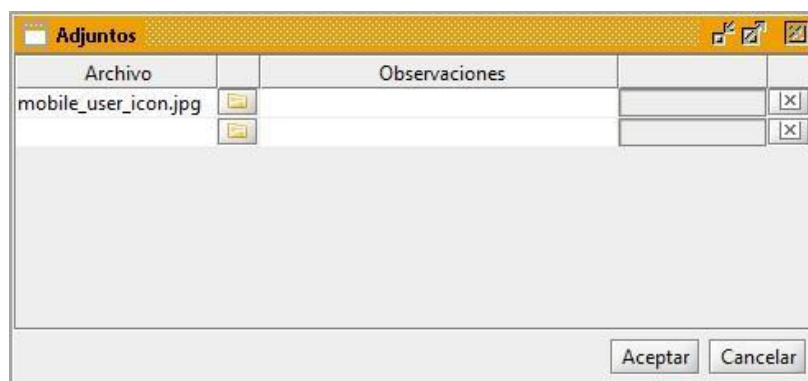 Adjuntos
Archivo Observaciones
mobile_user_icon.jpg
Aceptar Cancelar